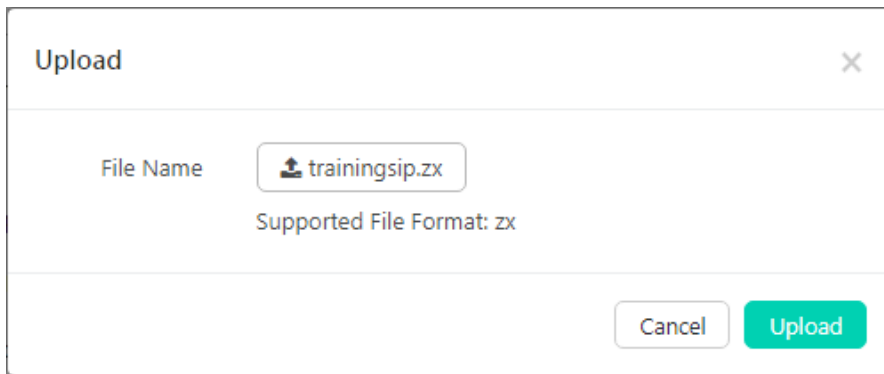 Upload
File Name trainingsip.zx
Supported File Format: zx
Cancel Upload